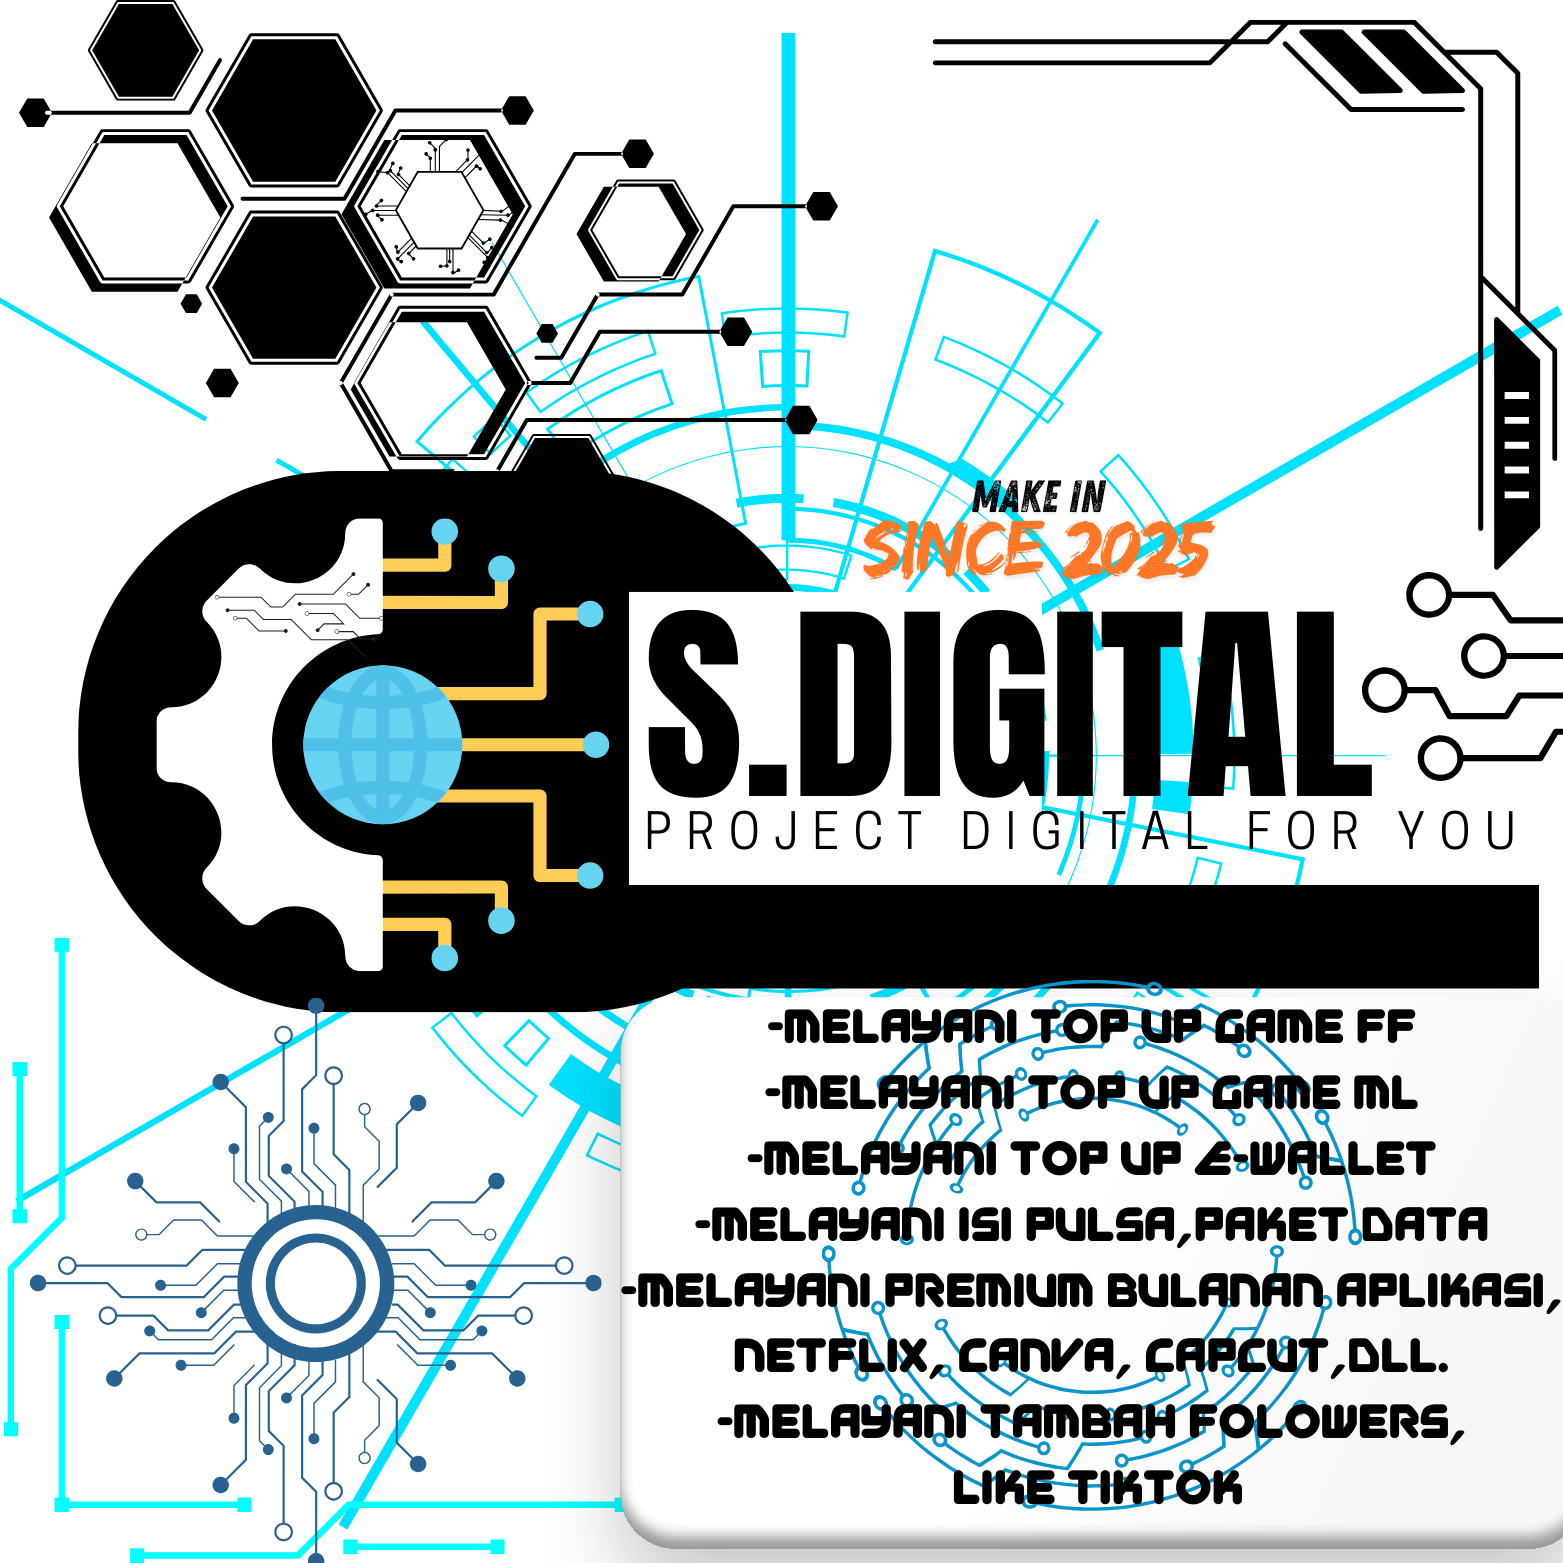 MAKE IN
SINCE 2025
S.DIGITAL
PROJECT DIGITAL FOR YOU
-MELAYANI TOP UP GAME FF
-MELAYANI TOP UP GAME ML
-MELAYANI TOP UP E-WALLET
-MELAYANI ISI PULSA,PAKET DATA
-MELAYANI PREMIUM BULANAN APLIKASI,
NETFLIX, CANVA, CAPCUT,DLL.
-MELAYANI TAMBAH FOLOWERS,
LIKE TIKTOK